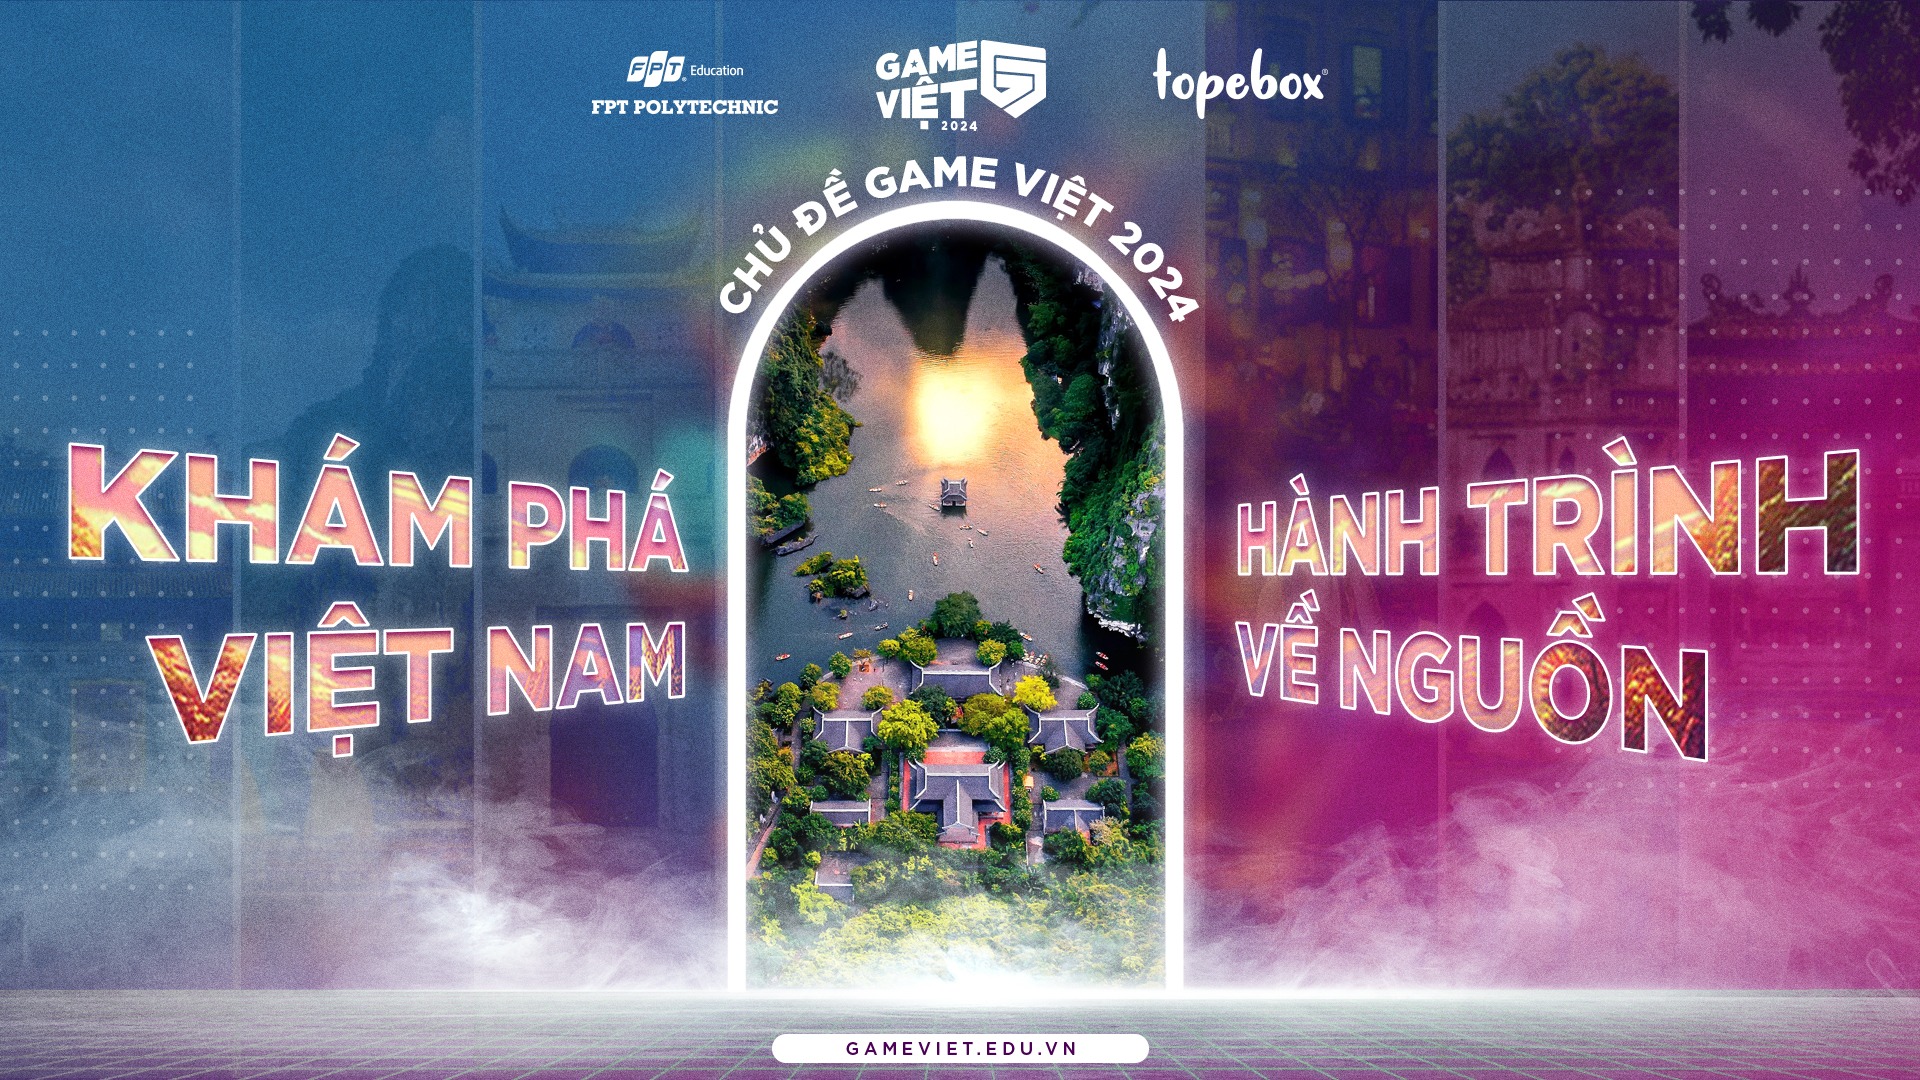 FPT Education
FPT POLYTECHNIC
GAME
VIỆT
2024
topebox
CHỦ ĐỀ GAME VIỆT 2024
KHÁM PHÁ
VIỆT NAM
HÀNH TRÌNH
VỀ NGUỒN
GAMEVIET.EDU.VN